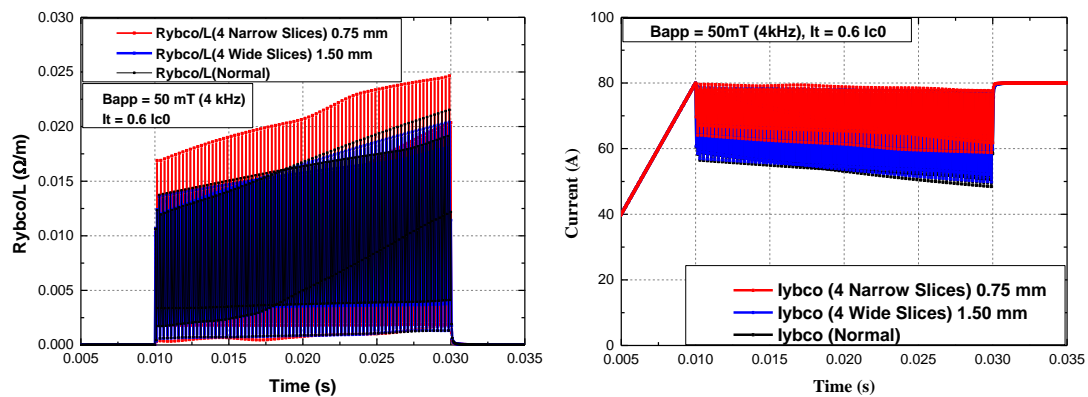 0.030
0.025
0.020
0.015
0.010
0.005
0.000
Rybco/L (Ω/m)
Rybco/L(4 Narrow Slices) 0.75 mm
Rybco/L(4 Wide Slices) 1.50 mm
Rybco/L(Normal)
Bapp = 50 mT (4 kHz)
It = 0.6 Ic0
0.005 0.010 0.015 0.020 0.025 0.030 0.035
Time (s)
100
80
60
40
20
0
Current (A)
Bapp = 50mT (4kHz), It = 0.6 Ic0
Iybco (4 Narrow Slices) 0.75 mm
Iybco (4 Wide Slices) 1.50 mm
Iybco (Normal)
0.005 0.010 0.015 0.020 0.025 0.030 0.035
Time (s)